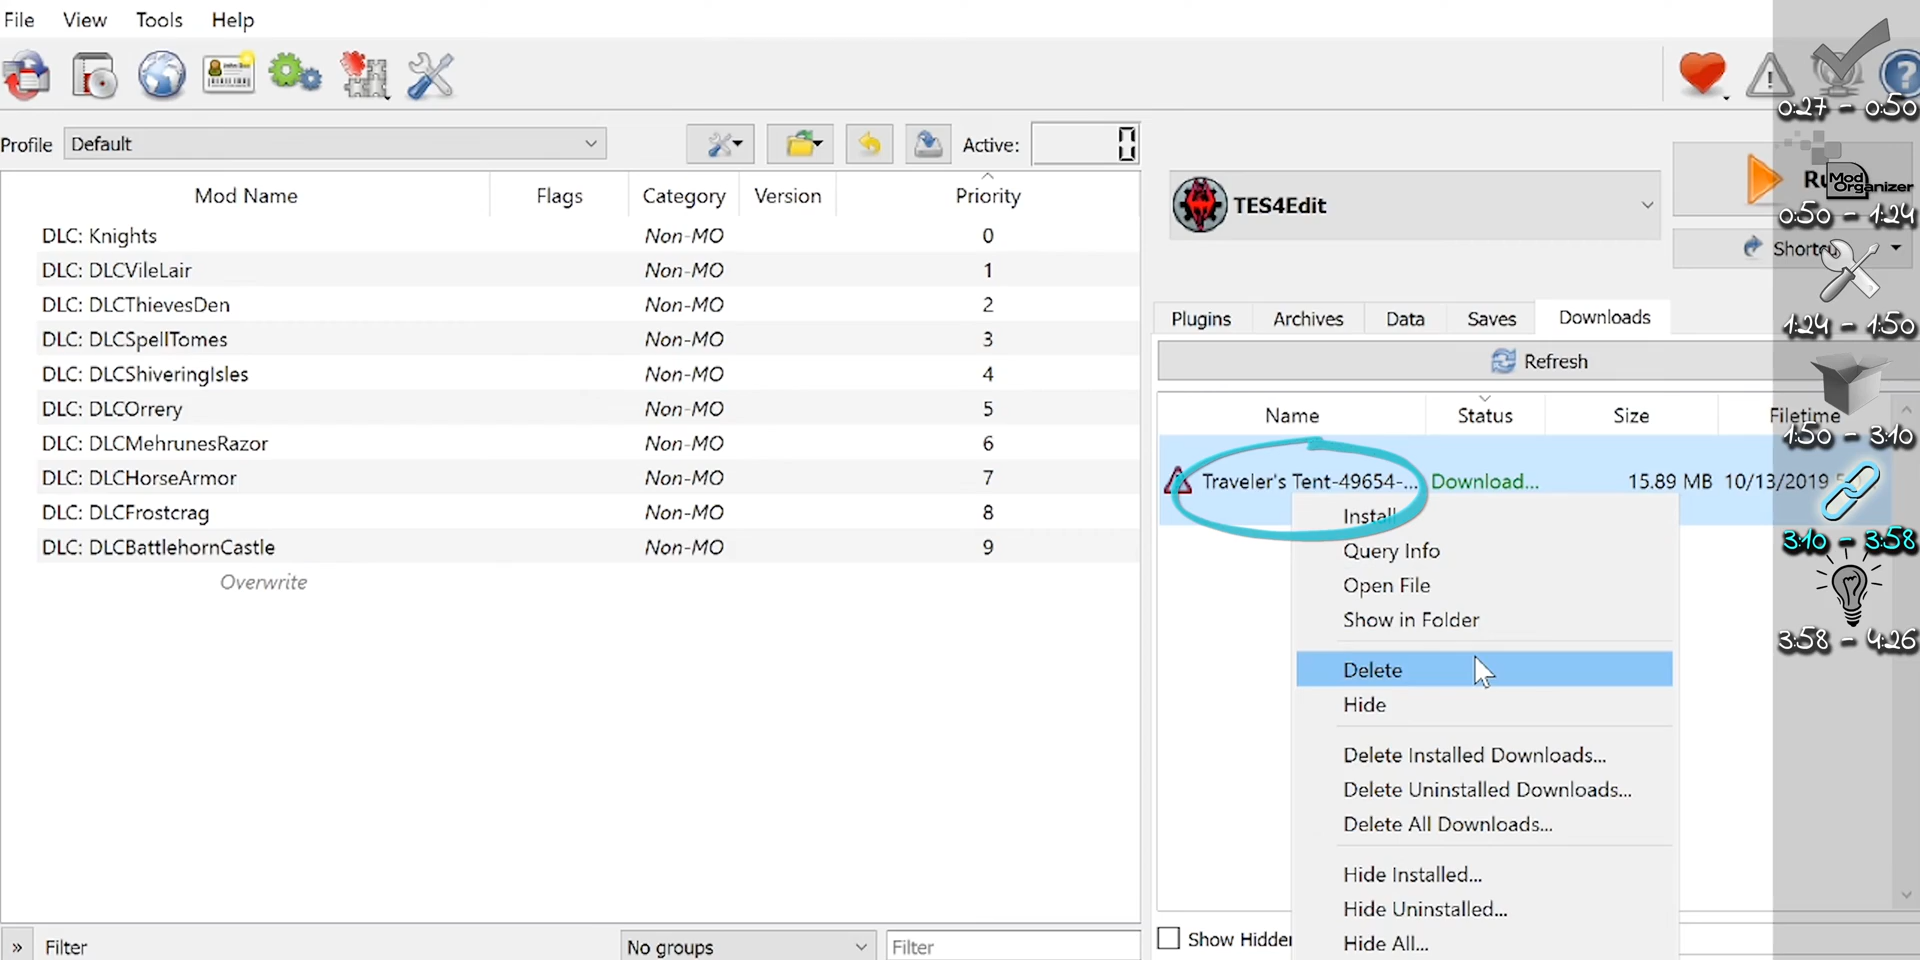 File View Tools Help
Profile Default Active: 0
Mod Name Flags Category Version Priority
DLC: Knights Non-MO 0
DLC: DLCVileLair Non-MO 1
DLC: DLCThievesDen Non-MO 2
DLC: DLCSpellTomes Non-MO 3
DLC: DLCShiveringIsles Non-MO 4
DLC: DLCOrrery Non-MO 5
DLC: DLCMehrunesRazor Non-MO 6
DLC: DLCHorseArmor Non-MO 7
DLC: DLCFrostcrag Non-MO 8
DLC: DLCBattlehornCastle Non-MO 9
Overwrite
» Filter No groups Filter
TES4Edit
Plugins Archives Data Saves Downloads
Refresh
Name Status Size Filetime
Traveler's Tent-49654-... Download... 15.89 MB 10/13/2019
Install
Query Info
Open File
Show in Folder
Delete
Hide
Delete Installed Downloads...
Delete Uninstalled Downloads...
Delete All Downloads...
Hide Installed...
Hide Uninstalled...
Hide All...
Show Hidden
0:27 - 0:50
Mod
Organizer
0:50 - 1:24
1:24 - 1:50
1:50 - 3:10
3:10 - 3:58
3:58 - 4:26